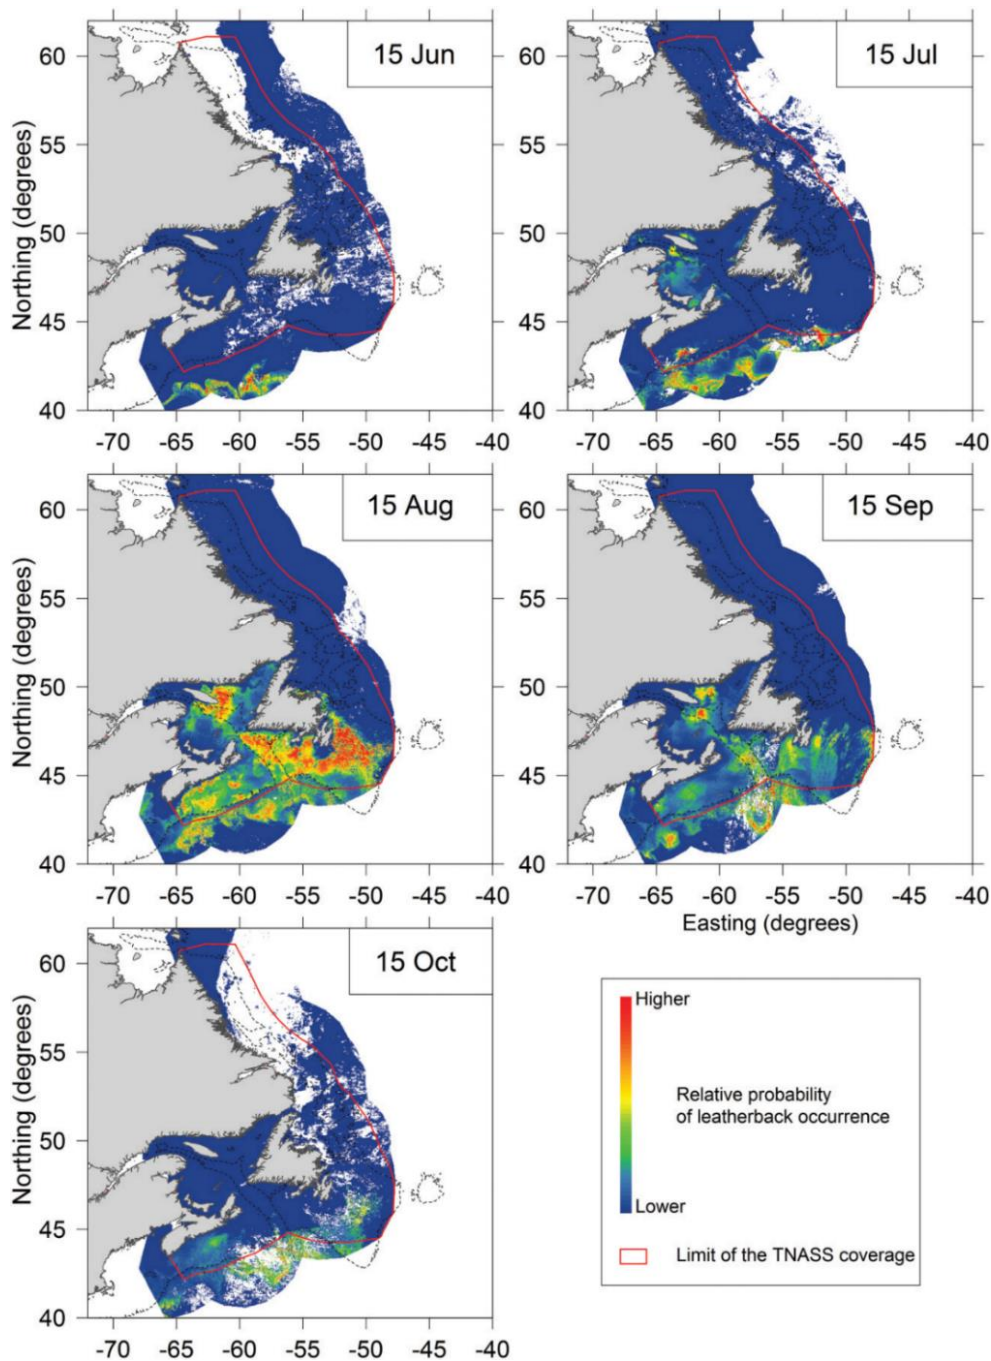 15 Jun
15 Jul
Northing (degrees)
60
55
50
45
40
60
55
50
45
40
-70 -65 -60 -55 -50 -45 -40
-70 -65 -60 -55 -50 -45 -40
15 Aug
15 Sep
Northing (degrees)
60
55
50
45
40
60
55
50
45
40
-70 -65 -60 -55 -50 -45 -40
-70 -65 -60 -55 -50 -45 -40
Easting (degrees)
15 Oct
Northing (degrees)
60
55
50
45
40
-70 -65 -60 -55 -50 -45 -40
Higher
Relative probability
of leatherback occurrence
Lower
Limit of the TNASS coverage